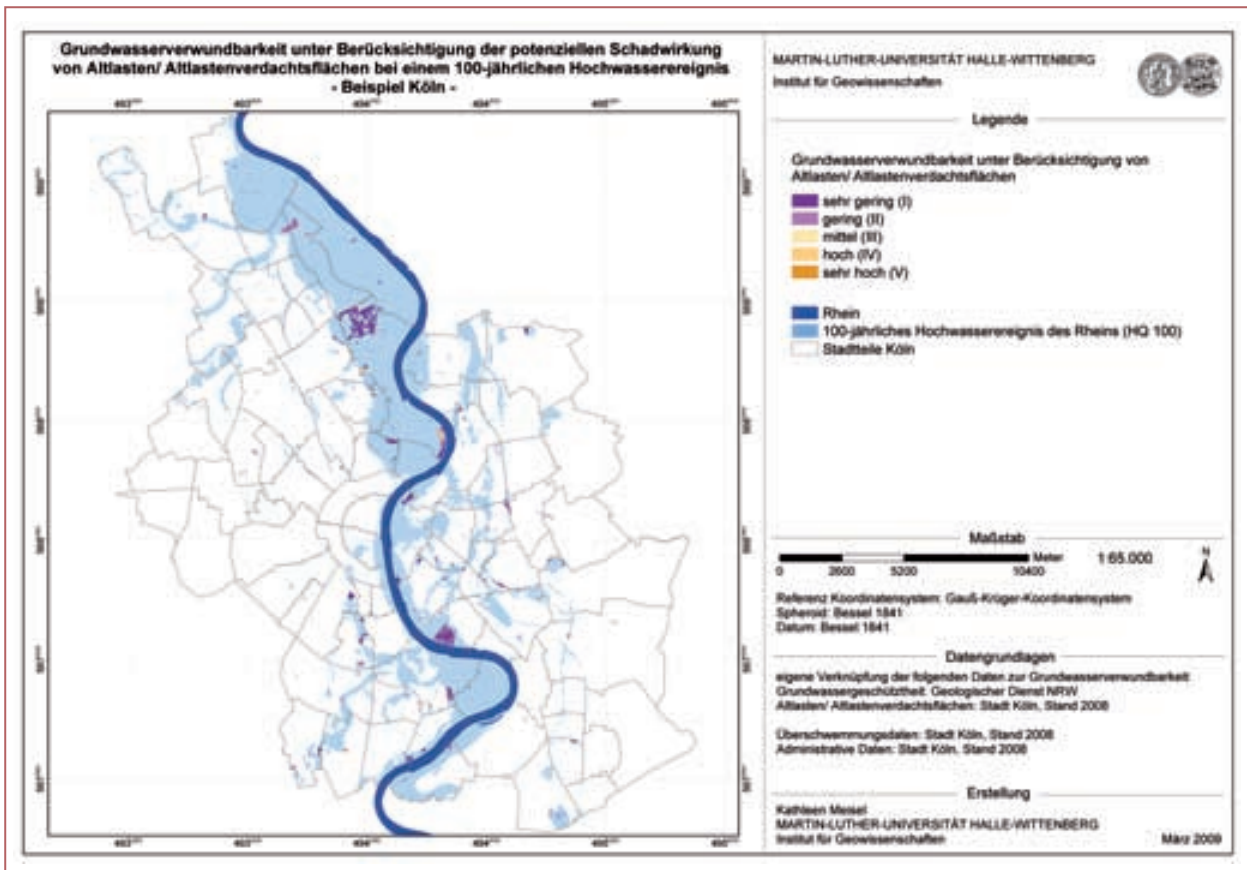 Grundwasserverwundbarkeit unter Berücksichtigung der potenziellen Schadwirkung
von Altlasten/ Altlastenverdachtsflächen bei einem 100-jährlichen Hochwasserereignis
- Beispiel Köln -
MARTIN-LUTHER-UNIVERSITÄT HALLE-WITTENBERG
Institut für Geowissenschaften
Legende
Grundwasserverwundbarkeit unter Berücksichtigung von
Altlasten/ Altlastenverdachtsflächen
sehr gering (I)
gering (II)
mittel (III)
hoch (IV)
sehr hoch (V)
Rhein
100-jährliches Hochwasserereignis des Rheins (HQ 100)
Stadtteile Köln
Maßstab
Meter
1:65.000
N
0 2600 5200 10400
Referenz Koordinatensystem: Gauß-Krüger-Koordinatensystem
Spheroid: Bessel 1841
Datum: Bessel 1841
Datengrundlagen
eigene Verknüpfung der folgenden Daten zur Grundwasserverwundbarkeit:
Grundwassergeschütztheit: Geologischer Dienst NRW
Altlasten/ Altlastenverdachtsflächen: Stadt Köln, Stand 2008
Überschwemmungsdaten: Stadt Köln, Stand 2008
Administrative Daten: Stadt Köln, Stand 2008
Erstellung
Kathleen Meisel
MARTIN-LUTHER-UNIVERSITÄT HALLE-WITTENBERG
Institut für Geowissenschaften
März 2009